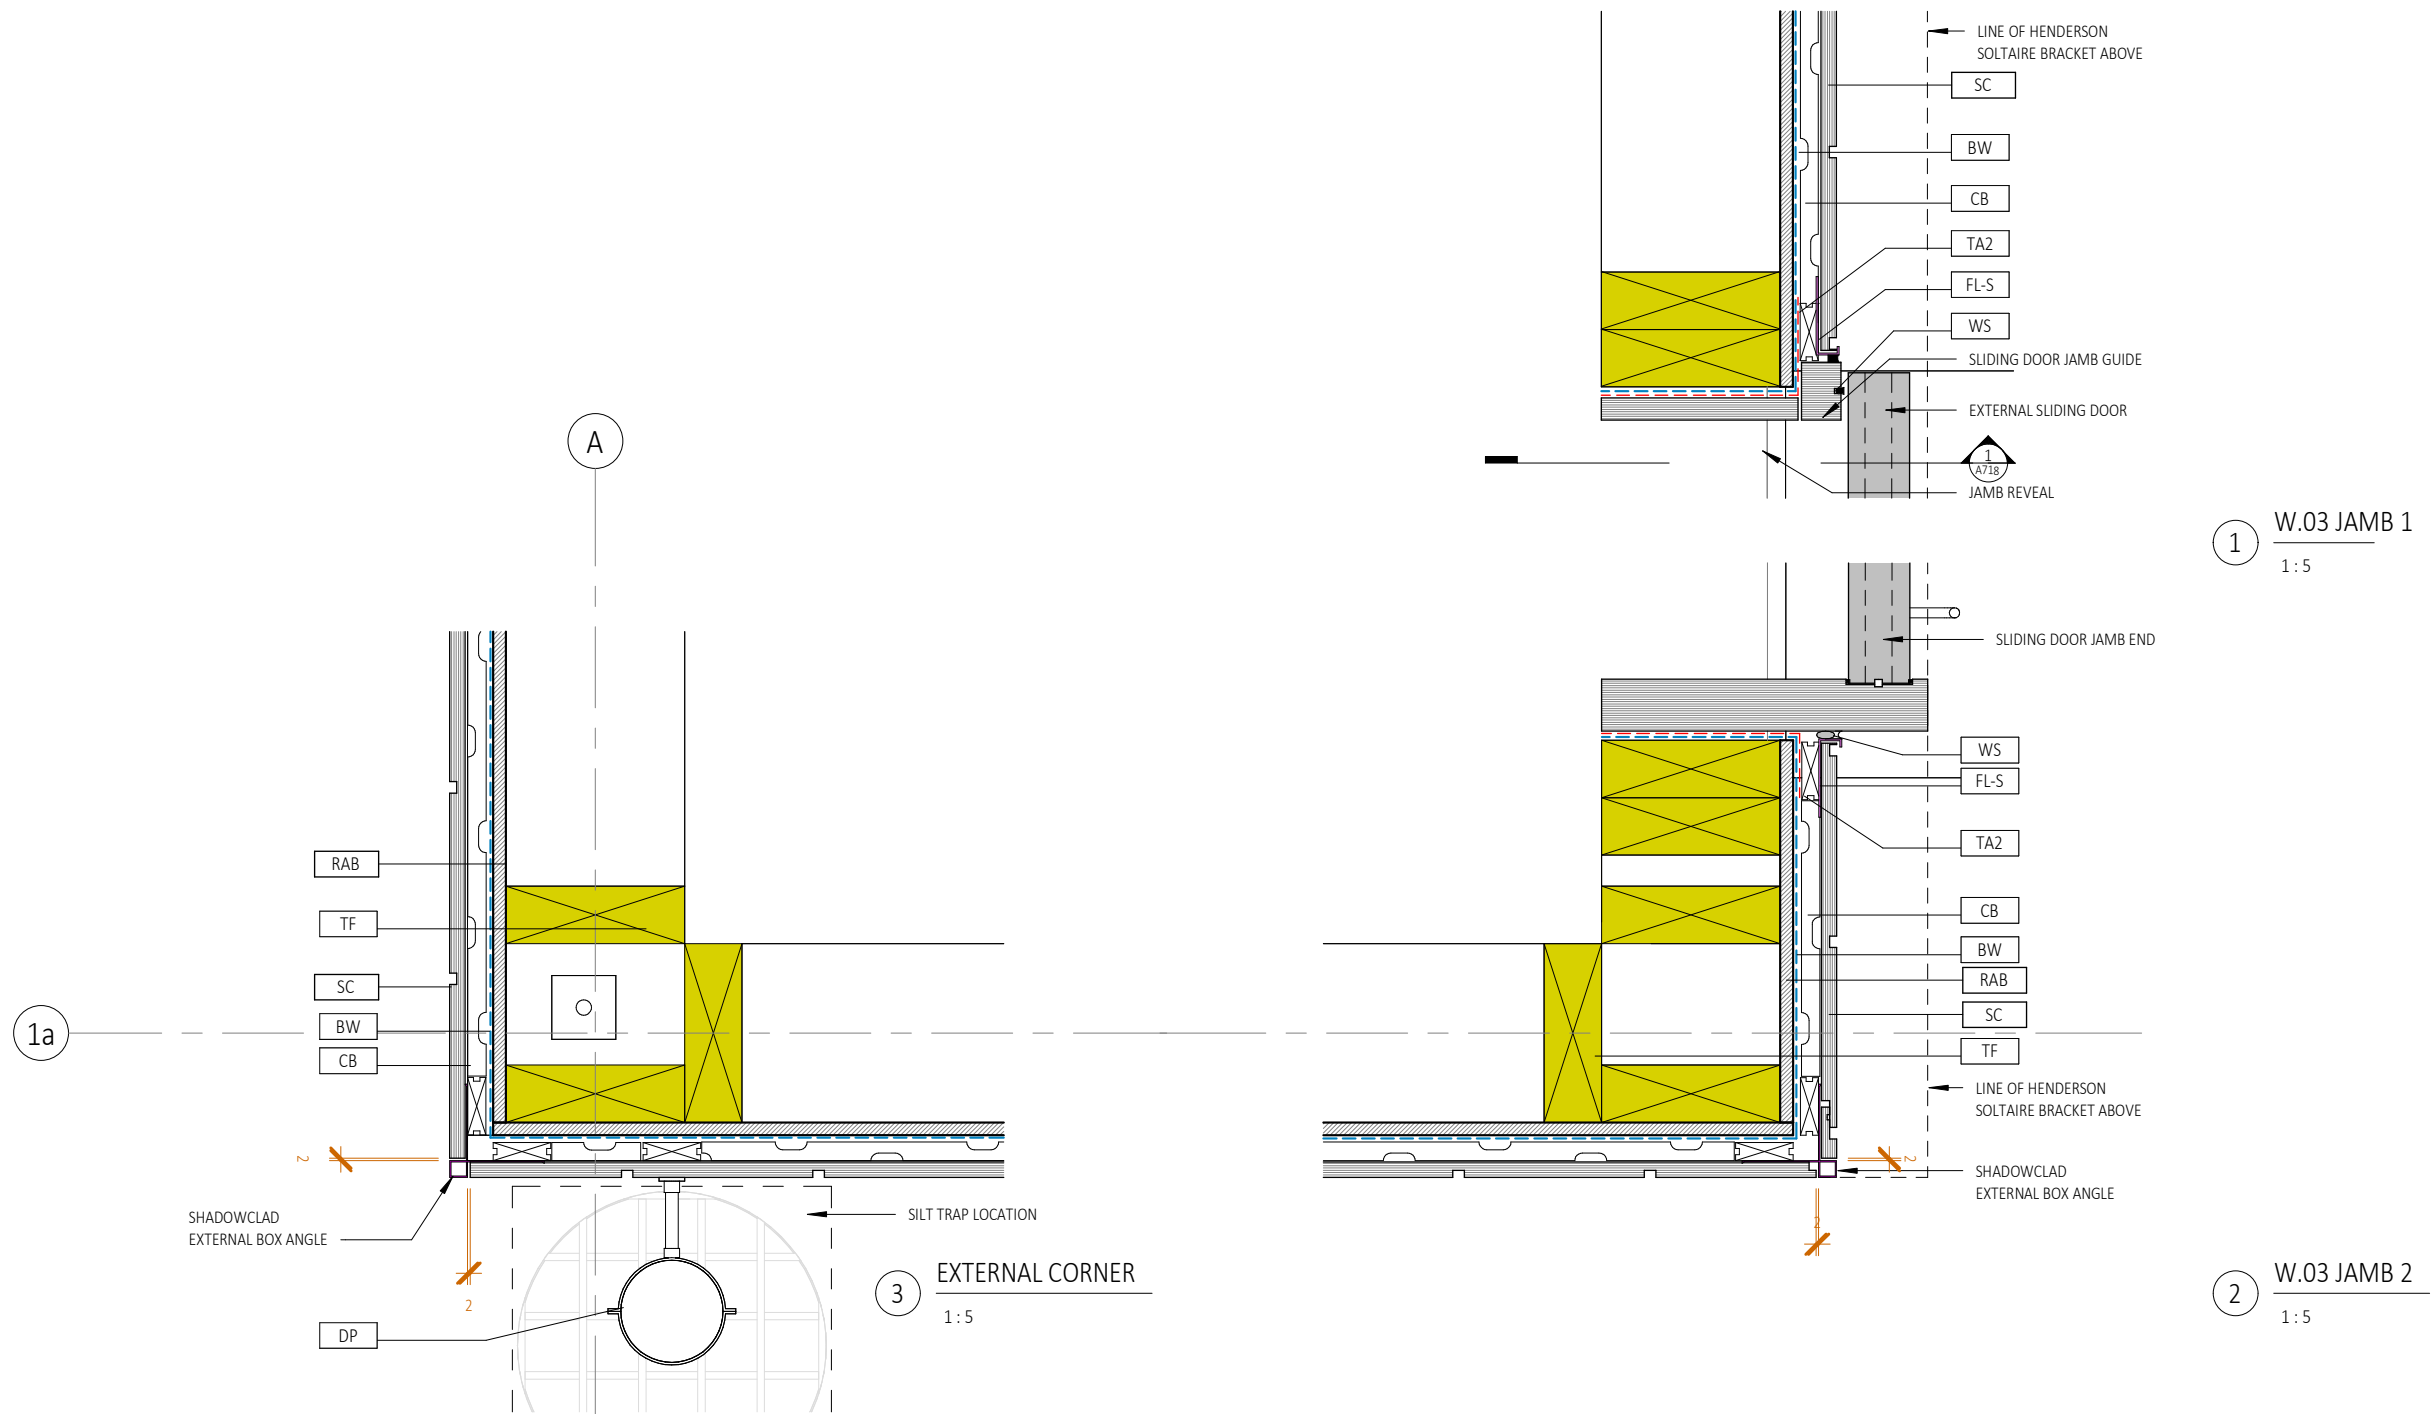 LINE OF HENDERSON
SOLTAIRE BRACKET ABOVE
SC
BW
CB
TA2
FL-S
WS
SLIDING DOOR JAMB GUIDE
EXTERNAL SLIDING DOOR
1
A718
JAMB REVEAL
1
W.03 JAMB 1
1 : 5
A
SLIDING DOOR JAMB END
WS
FL-S
TA2
CB
BW
RAB
SC
TF
LINE OF HENDERSON
SOLTAIRE BRACKET ABOVE
2
SHADOWCLAD
EXTERNAL BOX ANGLE
2
2
W.03 JAMB 2
1 : 5
RAB
TF
SC
BW
1a
CB
2
SHADOWCLAD
EXTERNAL BOX ANGLE
2
DP
SILT TRAP LOCATION
3
EXTERNAL CORNER
1 : 5